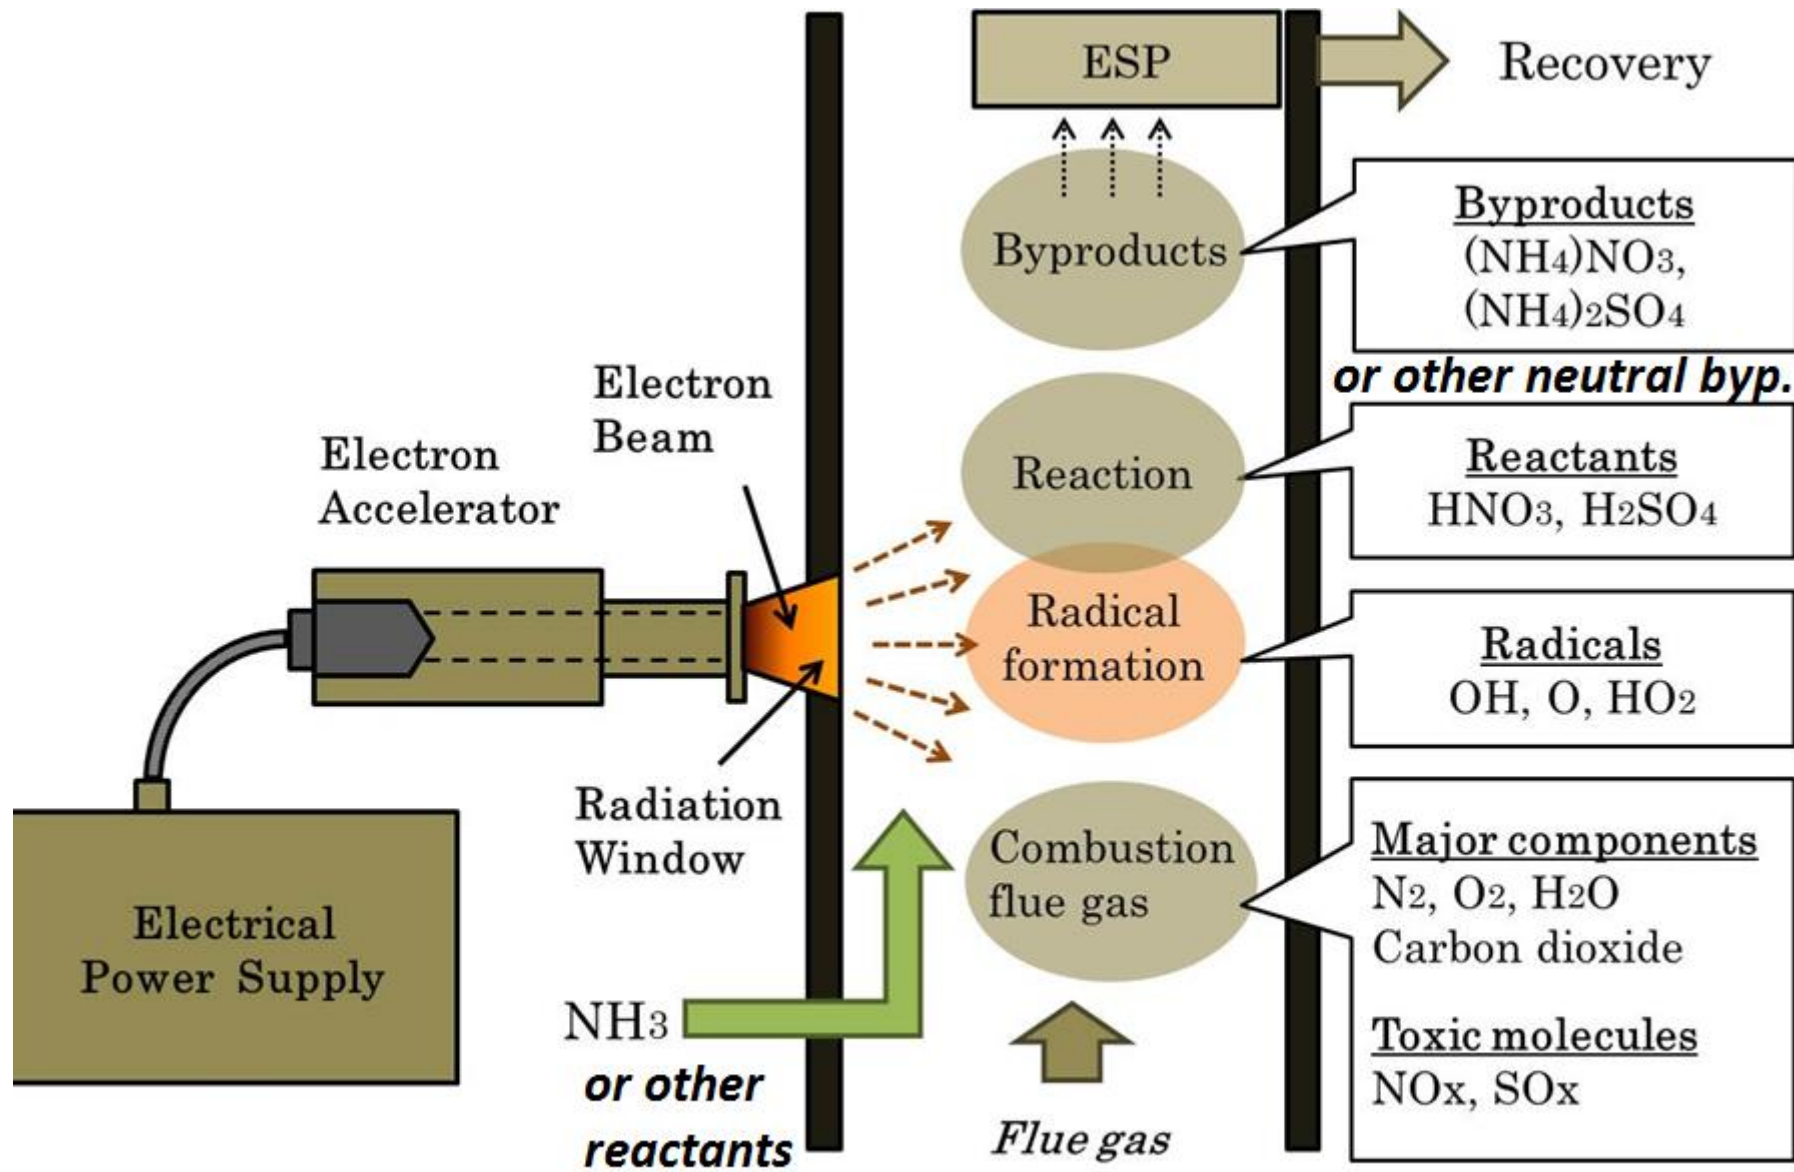 ESP
Recovery
Byproducts
Byproducts
(NH4)NO3,
(NH4)2SO4
or other neutral byp.
Electron
Beam
Electron
Accelerator
Reaction
Reactants
HNO3, H2SO4
Radical
formation
Radicals
OH, O, HO2
Radiation
Window
Combustion
flue gas
Major components
N2, O2, H2O
Carbon dioxide
Toxic molecules
NOx, SOx
Electrical
Power Supply
NH3
or other
reactants
Flue gas